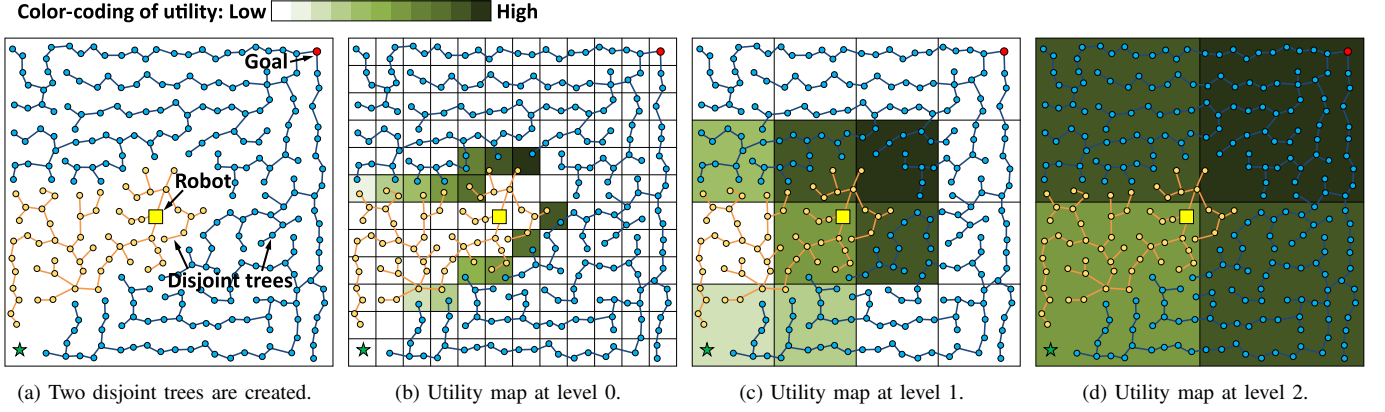 Color-coding of utility: Low High
Goal
Robot
Disjoint trees
(a) Two disjoint trees are created.
(b) Utility map at level 0.
(c) Utility map at level 1.
(d) Utility map at level 2.